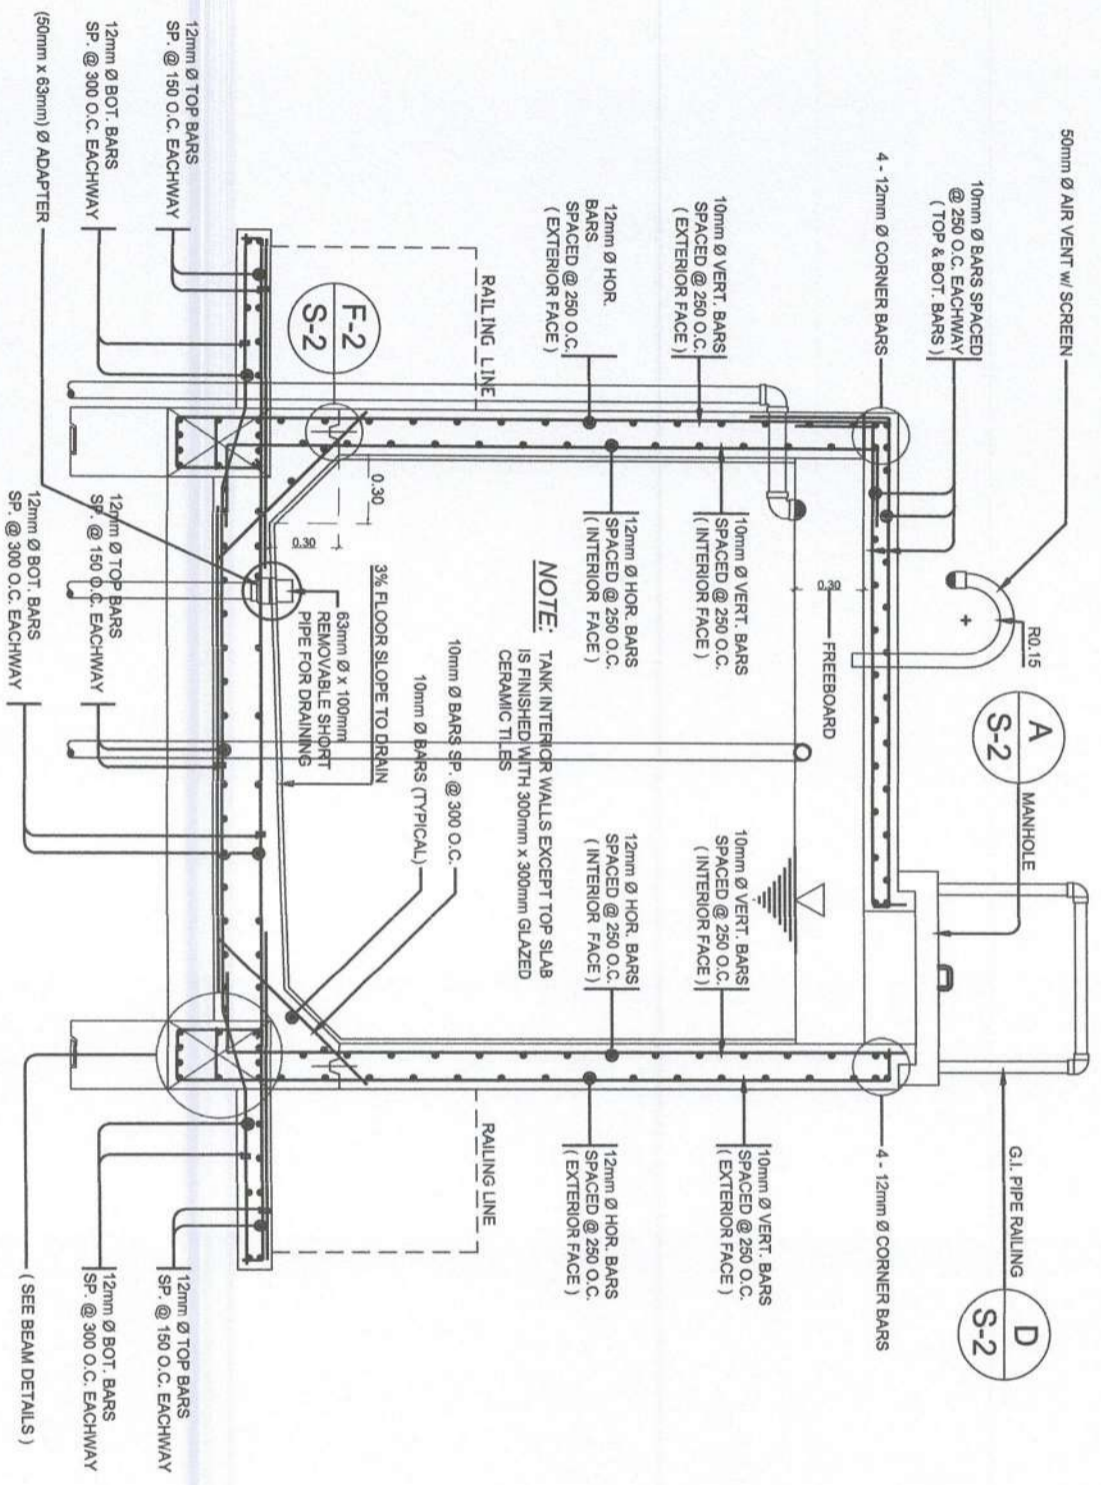 50mm Ø AIR VENT w/ SCREEN
R0.15
10mm Ø BARS SPACED
@ 250 O.C. EACHWAY
( TOP & BOT. BARS )
4 - 12mm Ø CORNER BARS
A
S-2
MANHOLE
G.I. PIPE RAILING
D
S-2
4 - 12mm Ø CORNER BARS
0.30
FREEBOARD
10mm Ø VERT. BARS
SPACED @ 250 O.C.
( EXTERIOR FACE )
10mm Ø VERT. BARS
SPACED @ 250 O.C.
( INTERIOR FACE )
10mm Ø VERT. BARS
SPACED @ 250 O.C.
( INTERIOR FACE )
10mm Ø VERT. BARS
SPACED @ 250 O.C.
( EXTERIOR FACE )
12mm Ø HOR.
BARS
SPACED @ 250 O.C.
( EXTERIOR FACE )
12mm Ø HOR. BARS
SPACED @ 250 O.C.
( INTERIOR FACE )
12mm Ø HOR. BARS
SPACED @ 250 O.C.
( INTERIOR FACE )
12mm Ø HOR. BARS
SPACED @ 250 O.C.
( EXTERIOR FACE )
NOTE: TANK INTERIOR WALLS EXCEPT TOP SLAB
IS FINISHED WITH 300mm x 300mm GLAZED
CERAMIC TILES
RAILING LINE
RAILING LINE
10mm Ø BARS SP. @ 300 O.C.
10mm Ø BARS (TYPICAL)
F-2
S-2
0.30
0.30
3% FLOOR SLOPE TO DRAIN
63mm Ø x 100mm
REMOVABLE SHORT
PIPE FOR DRAINING
12mm Ø TOP BARS
SP. @ 150 O.C. EACHWAY
12mm Ø BOT. BARS
SP. @ 300 O.C. EACHWAY
(50mm x 63mm) Ø ADAPTER
12mm Ø TOP BARS
SP. @ 150 O.C. EACHWAY
12mm Ø BOT. BARS
SP. @ 300 O.C. EACHWAY
12mm Ø TOP BARS
SP. @ 150 O.C. EACHWAY
12mm Ø BOT. BARS
SP. @ 300 O.C. EACHWAY
( SEE BEAM DETAILS )